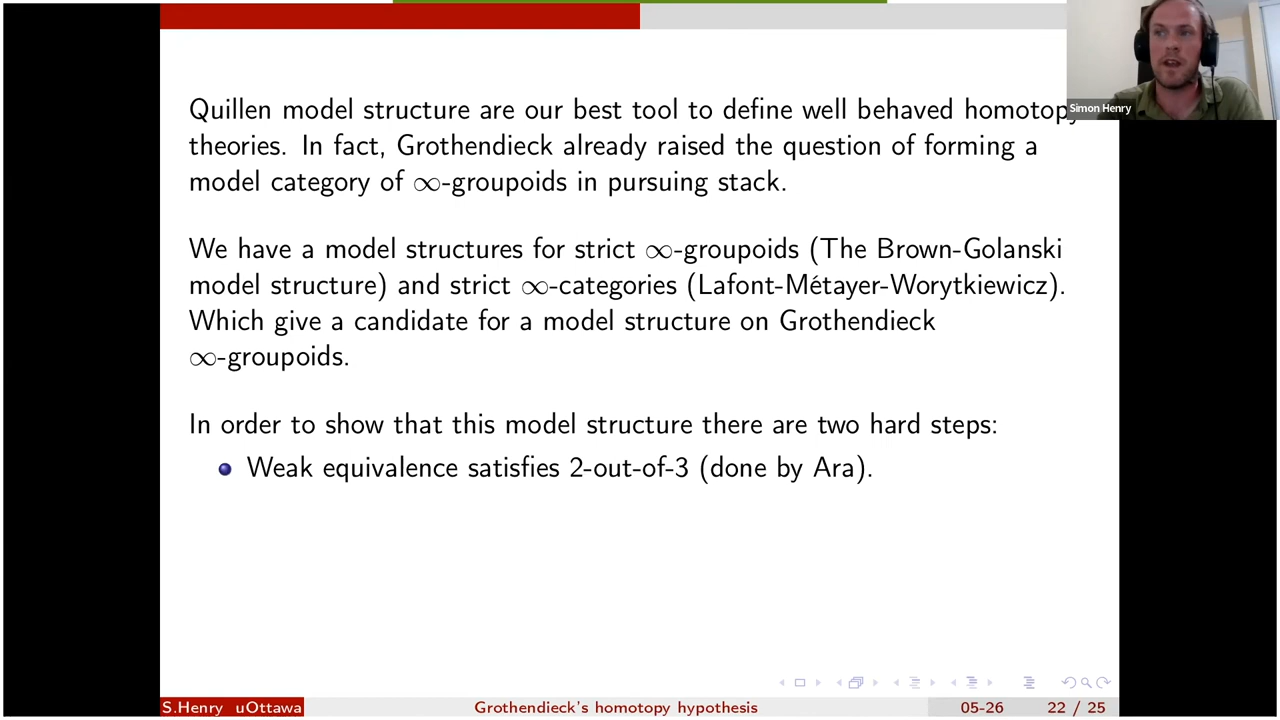 Quillen model structure are our best tool to define well behaved homotopy
theories. In fact, Grothendieck already raised the question of forming a
model category of ∞-groupoids in pursuing stack.
We have a model structures for strict ∞-groupoids (The Brown-Golanski
model structure) and strict ∞-categories (Lafont-Métayer-Worytkiewicz).
Which give a candidate for a model structure on Grothendieck
∞-groupoids.
In order to show that this model structure there are two hard steps:
Weak equivalence satisfies 2-out-of-3 (done by Ara).
Simon Henry
S.Henry uOttawa
Grothendieck's homotopy hypothesis
05-26
22 / 25